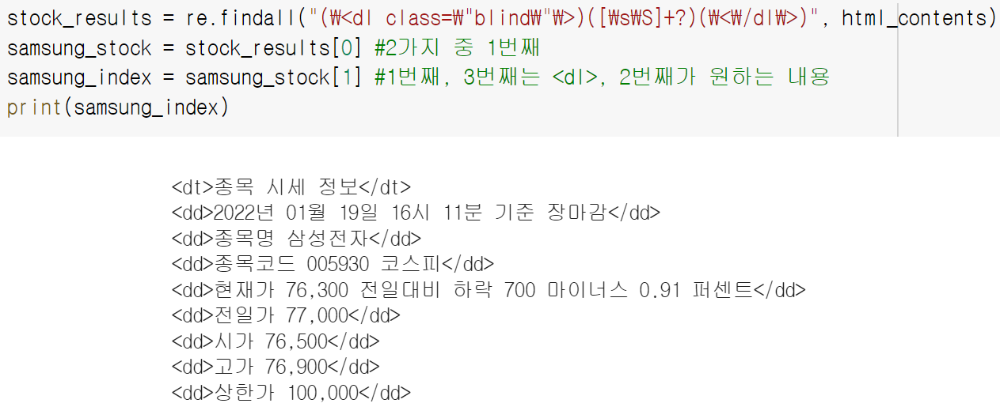 stock_results = re.findall("(₩<dl class=₩"blind₩"₩>)([₩s₩S]+?)(₩<₩/dl₩>)", html_contents)
samsung_stock = stock_results[0] #2가지 중 1번째
samsung_index = samsung_stock[1] #1번째, 3번째는 <dl>, 2번째가 원하는 내용
print(samsung_index)
<dt>종목 시세 정보</dt>
<dd>2022년 01월 19일 16시 11분 기준 장마감</dd>
<dd>종목명 삼성전자</dd>
<dd>종목코드 005930 코스피</dd>
<dd>현재가 76,300 전일대비 하락 700 마이너스 0.91 퍼센트</dd>
<dd>전일가 77,000</dd>
<dd>시가 76,500</dd>
<dd>고가 76,900</dd>
<dd>상한가 100,000</dd>